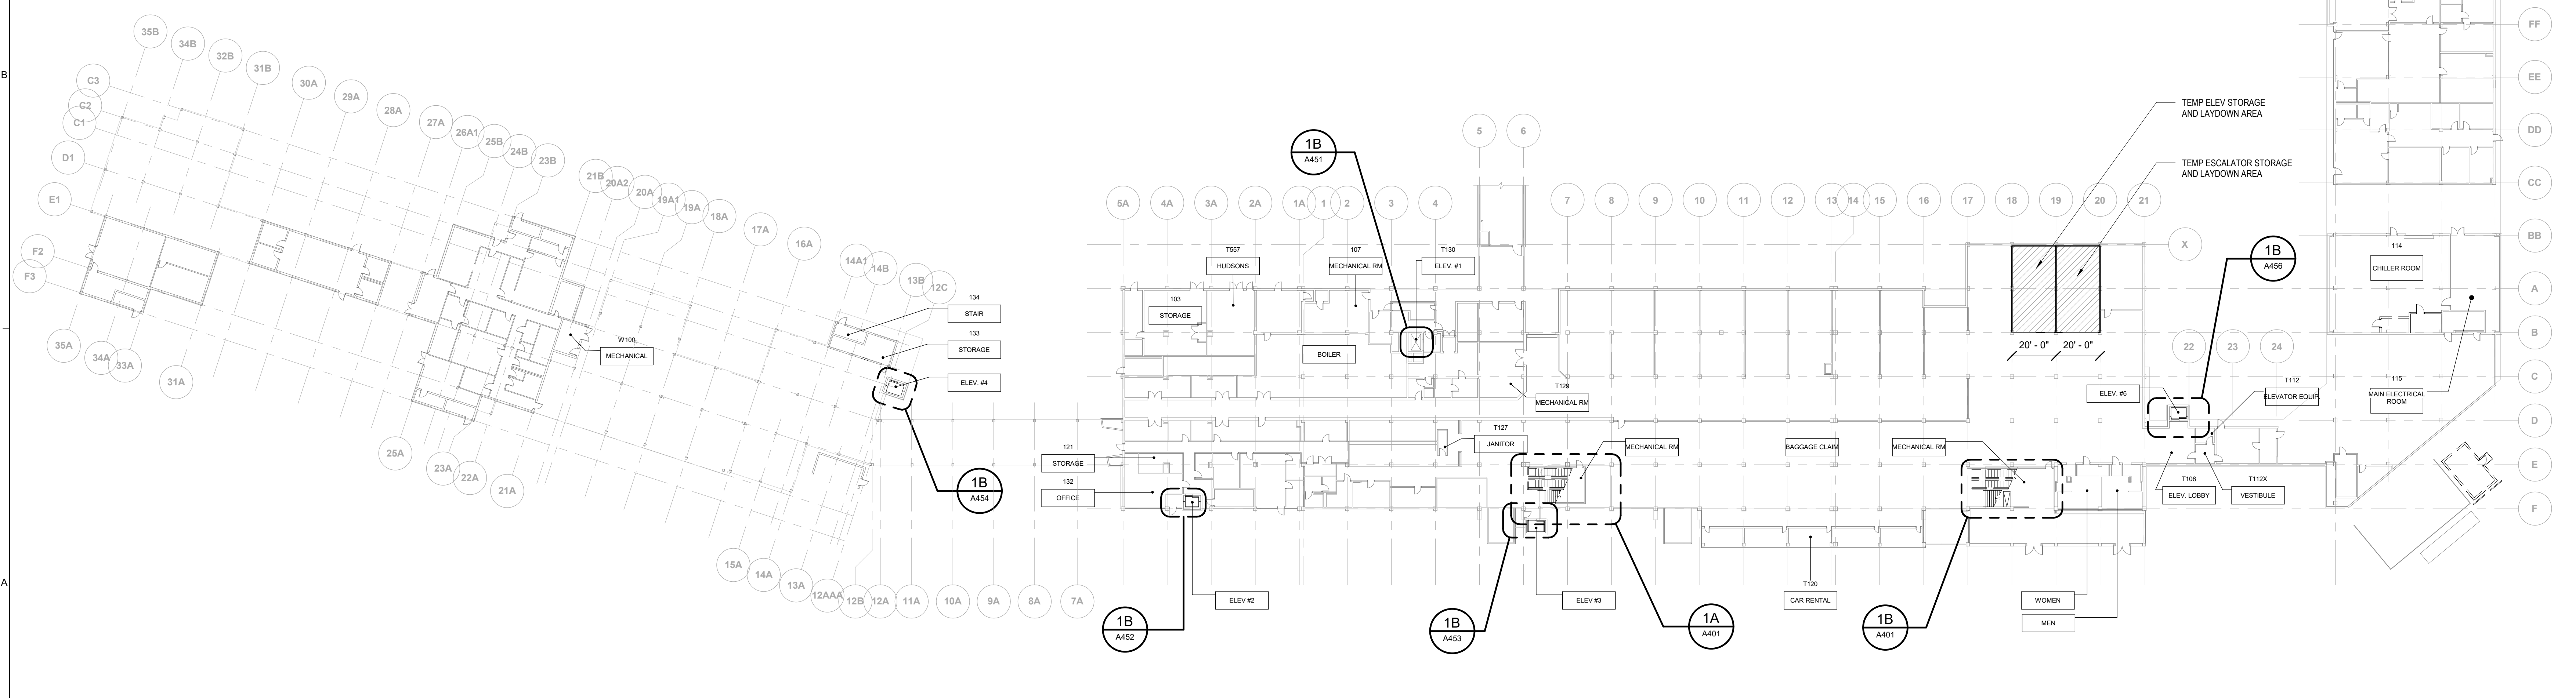 B
A
35B
34B
32B
31B
30A
29A
28A
27A
26A1
25B
24B
23B
21B
20A2
20A
19A1
19A
18A
17A
16A
14A1
14B
13B
12C
C3
C2
C1
D1
E1
F2
F3
35A
34A
33A
31A
25A
23A
22A
21A
15A
14A
13A
12AAA
12B
12A
11A
10A
9A
8A
7A
W100
MECHANICAL
134
STAIR
133
STORAGE
ELEV. #4
1B
A454
5A
4A
3A
2A
1A
1
2
3
4
5
6
7
8
9
10
11
12
13
14
15
16
17
18
19
20
21
22
23
24
1B
A451
T557
HUDSONS
107
MECHANICAL RM
T130
ELEV. #1
103
STORAGE
BOILER
T129
MECHANICAL RM
T127
JANITOR
121
STORAGE
132
OFFICE
MECHANICAL RM
BAGGAGE CLAIM
MECHANICAL RM
ELEV #2
1B
A452
ELEV #3
1B
A453
1A
A401
T120
CAR RENTAL
1B
A401
WOMEN
MEN
TEMP ELEV STORAGE
AND LAYDOWN AREA
TEMP ESCALATOR STORAGE
AND LAYDOWN AREA
20' - 0"
20' - 0"
1B
A456
ELEV. #6
T112
ELEVATOR EQUIP.
T108
ELEV. LOBBY
T112X
VESTIBULE
114
CHILLER ROOM
115
MAIN ELECTRICAL
ROOM
FF
EE
DD
CC
BB
X
A
B
C
D
E
F